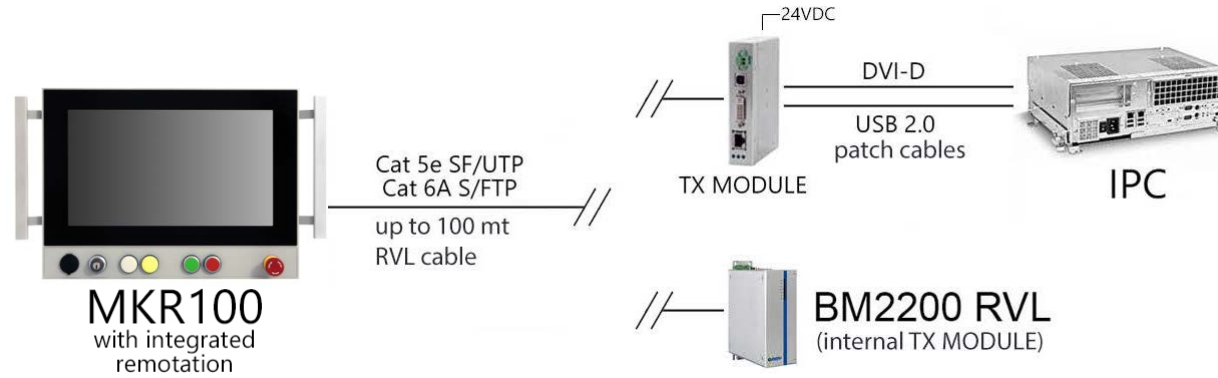 24VDC
DVI-D
USB 2.0
patch cables
TX MODULE
IPC
Cat 5e SF/UTP
Cat 6A S/FTP
up to 100 mt
RVL cable
MKR100
with integrated
remotation
BM2200 RVL
(internal TX MODULE)